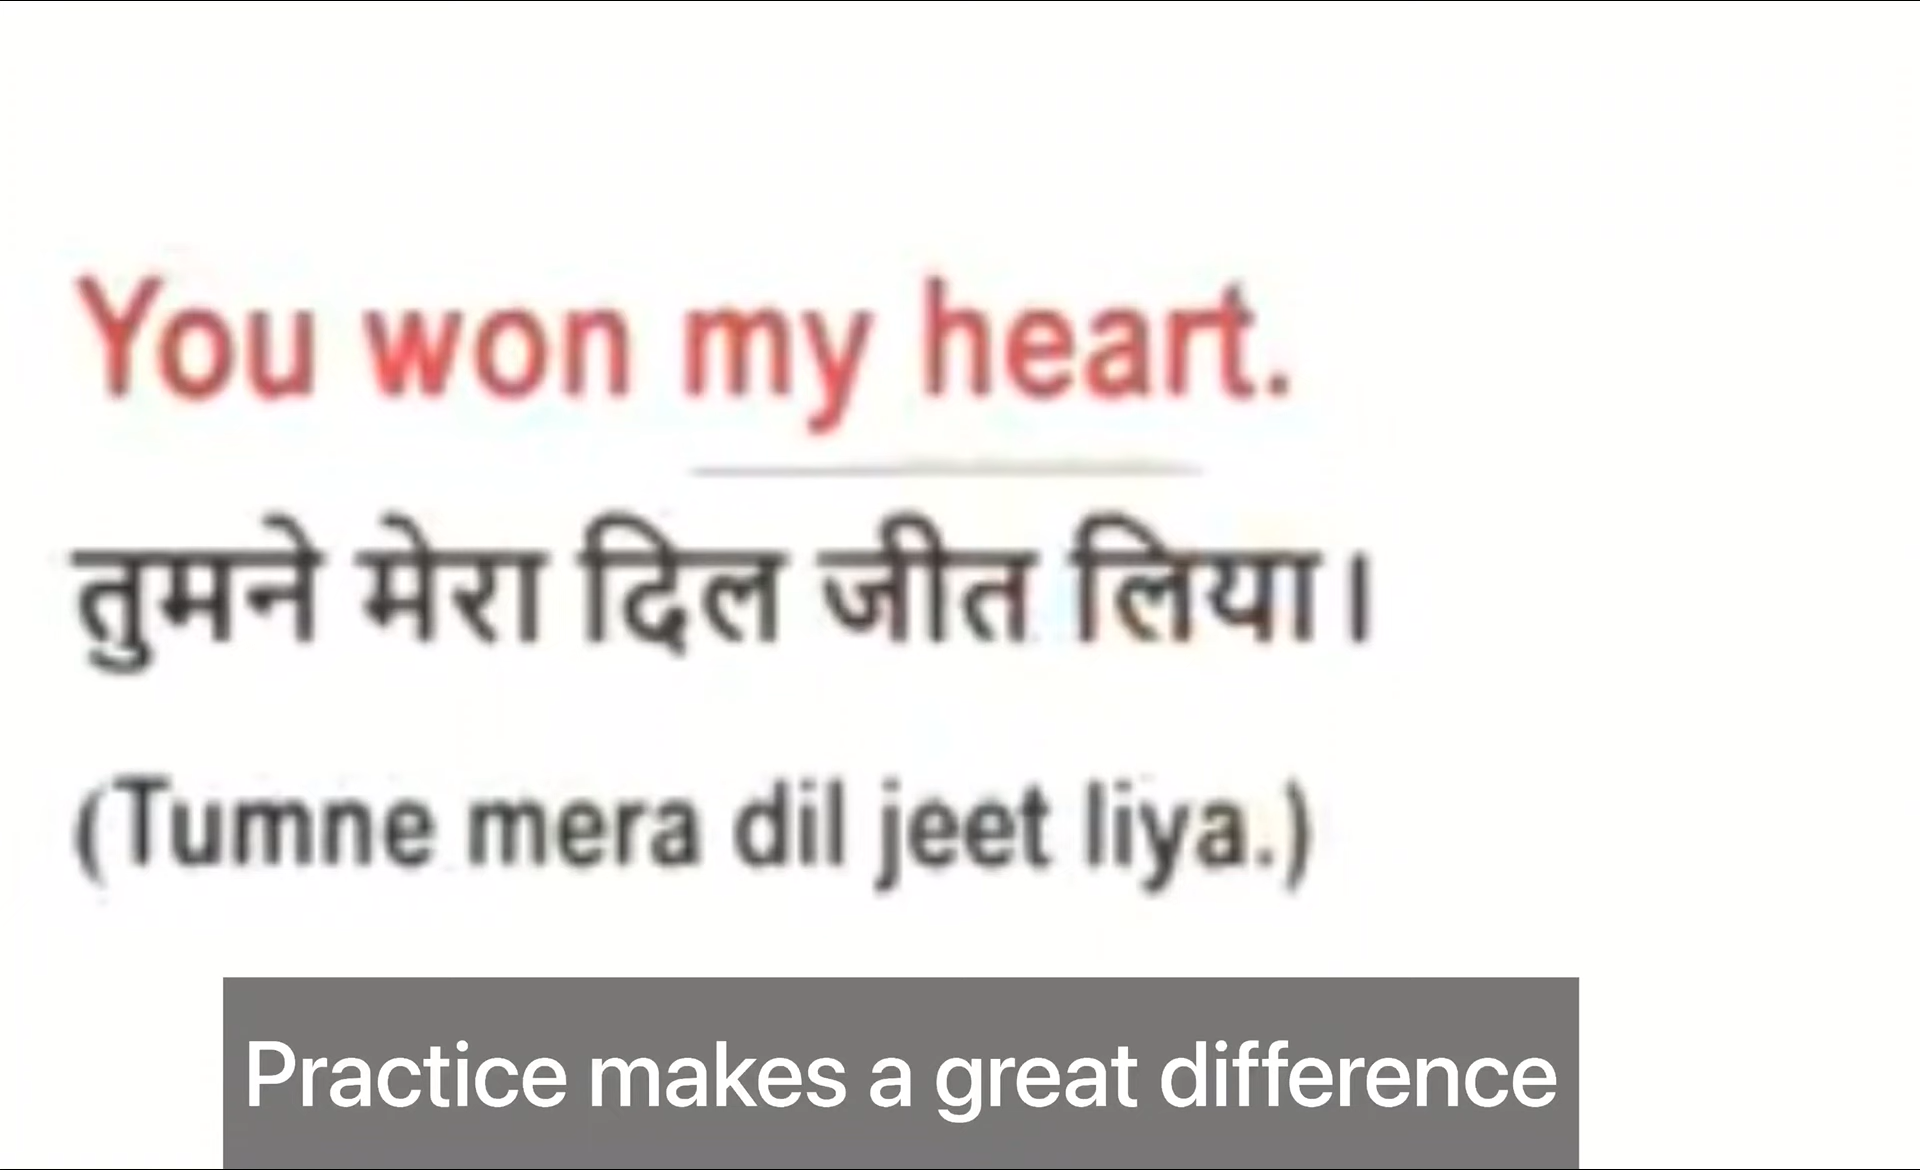 You won my heart.
तुमने मेरा दिल जीत लिया।
(Tumne mera dil jeet liya.)
Practice makes a great difference